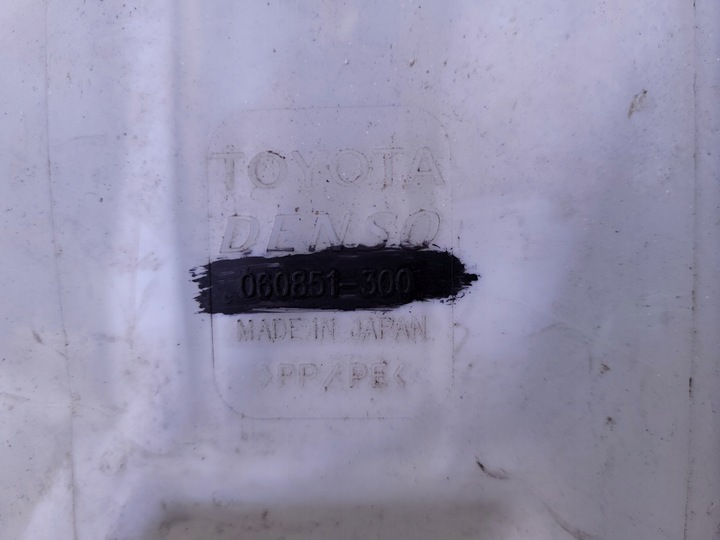 TOYOTA
DENSO
060851-300
MADE IN JAPAN
>PP/PE<